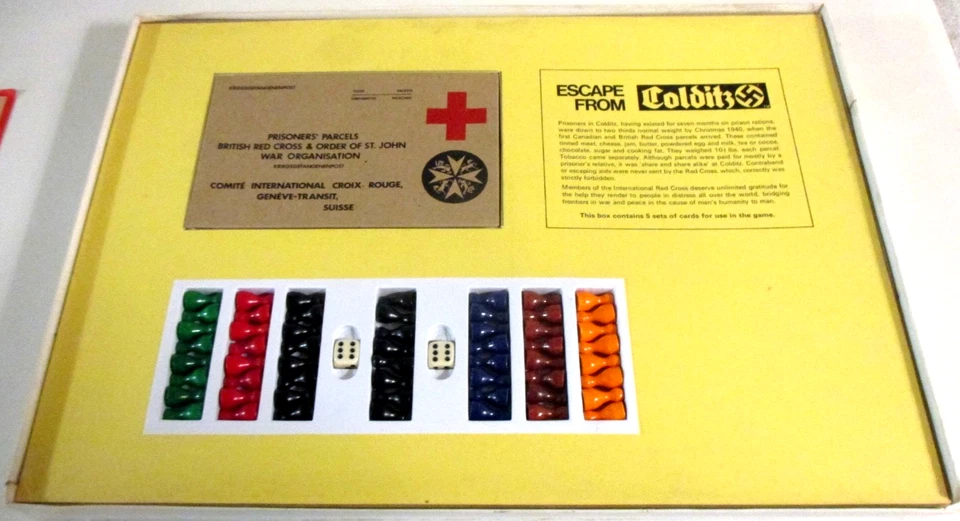 KRIEGSGEFANGENENPOST
PRISONERS' PARCELS
BRITISH RED CROSS & ORDER OF ST. JOHN
WAR ORGANISATION
KRIEGSGEFANGENENPOST
COMITÉ INTERNATIONAL CROIX ROUGE,
GENÈVE-TRANSIT,
SUISSE
ESCAPE
FROM
Colditz
Prisoners in Colditz, having existed for seven months on prison rations,
were down to two thirds normal weight by Christmas 1940, when the
first Canadian and British Red Cross parcels arrived. These contained
tinned meat, cheese, jam, butter, powdered egg and milk, tea or cocoa,
chocolate, sugar and cooking fat. They weighed 10½ lbs. each parcel.
Tobacco came separately. Although parcels were paid for mostly by a
prisoner's relative, it was 'share and share alike' at Colditz. Contraband
or escaping aids were never sent by the Red Cross, which, correctly was
strictly forbidden.
Members of the International Red Cross deserve unlimited gratitude for
the help they render to people in distress all over the world, bridging
frontiers in war and peace in the cause of man's humanity to man.
This box contains 5 sets of cards for use in the game.